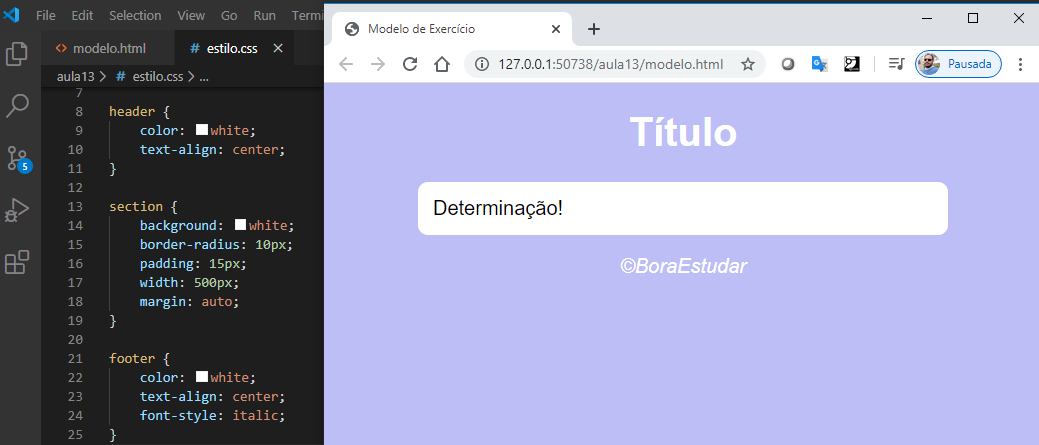 File Edit Selection View Go Run Termi
modelo.html
# estilo.css ×
aula13 > # estilo.css > ...
7
8 header {
9 color: white;
10 text-align: center;
11 }
12
13 section {
14 background: white;
15 border-radius: 10px;
16 padding: 15px;
17 width: 500px;
18 margin: auto;
19 }
20
21 footer {
22 color: white;
23 text-align: center;
24 font-style: italic;
25 }
5
Modelo de Exercício
127.0.0.1:50738/aula13/modelo.html
Pausada
Título
Determinação!
©BoraEstudar